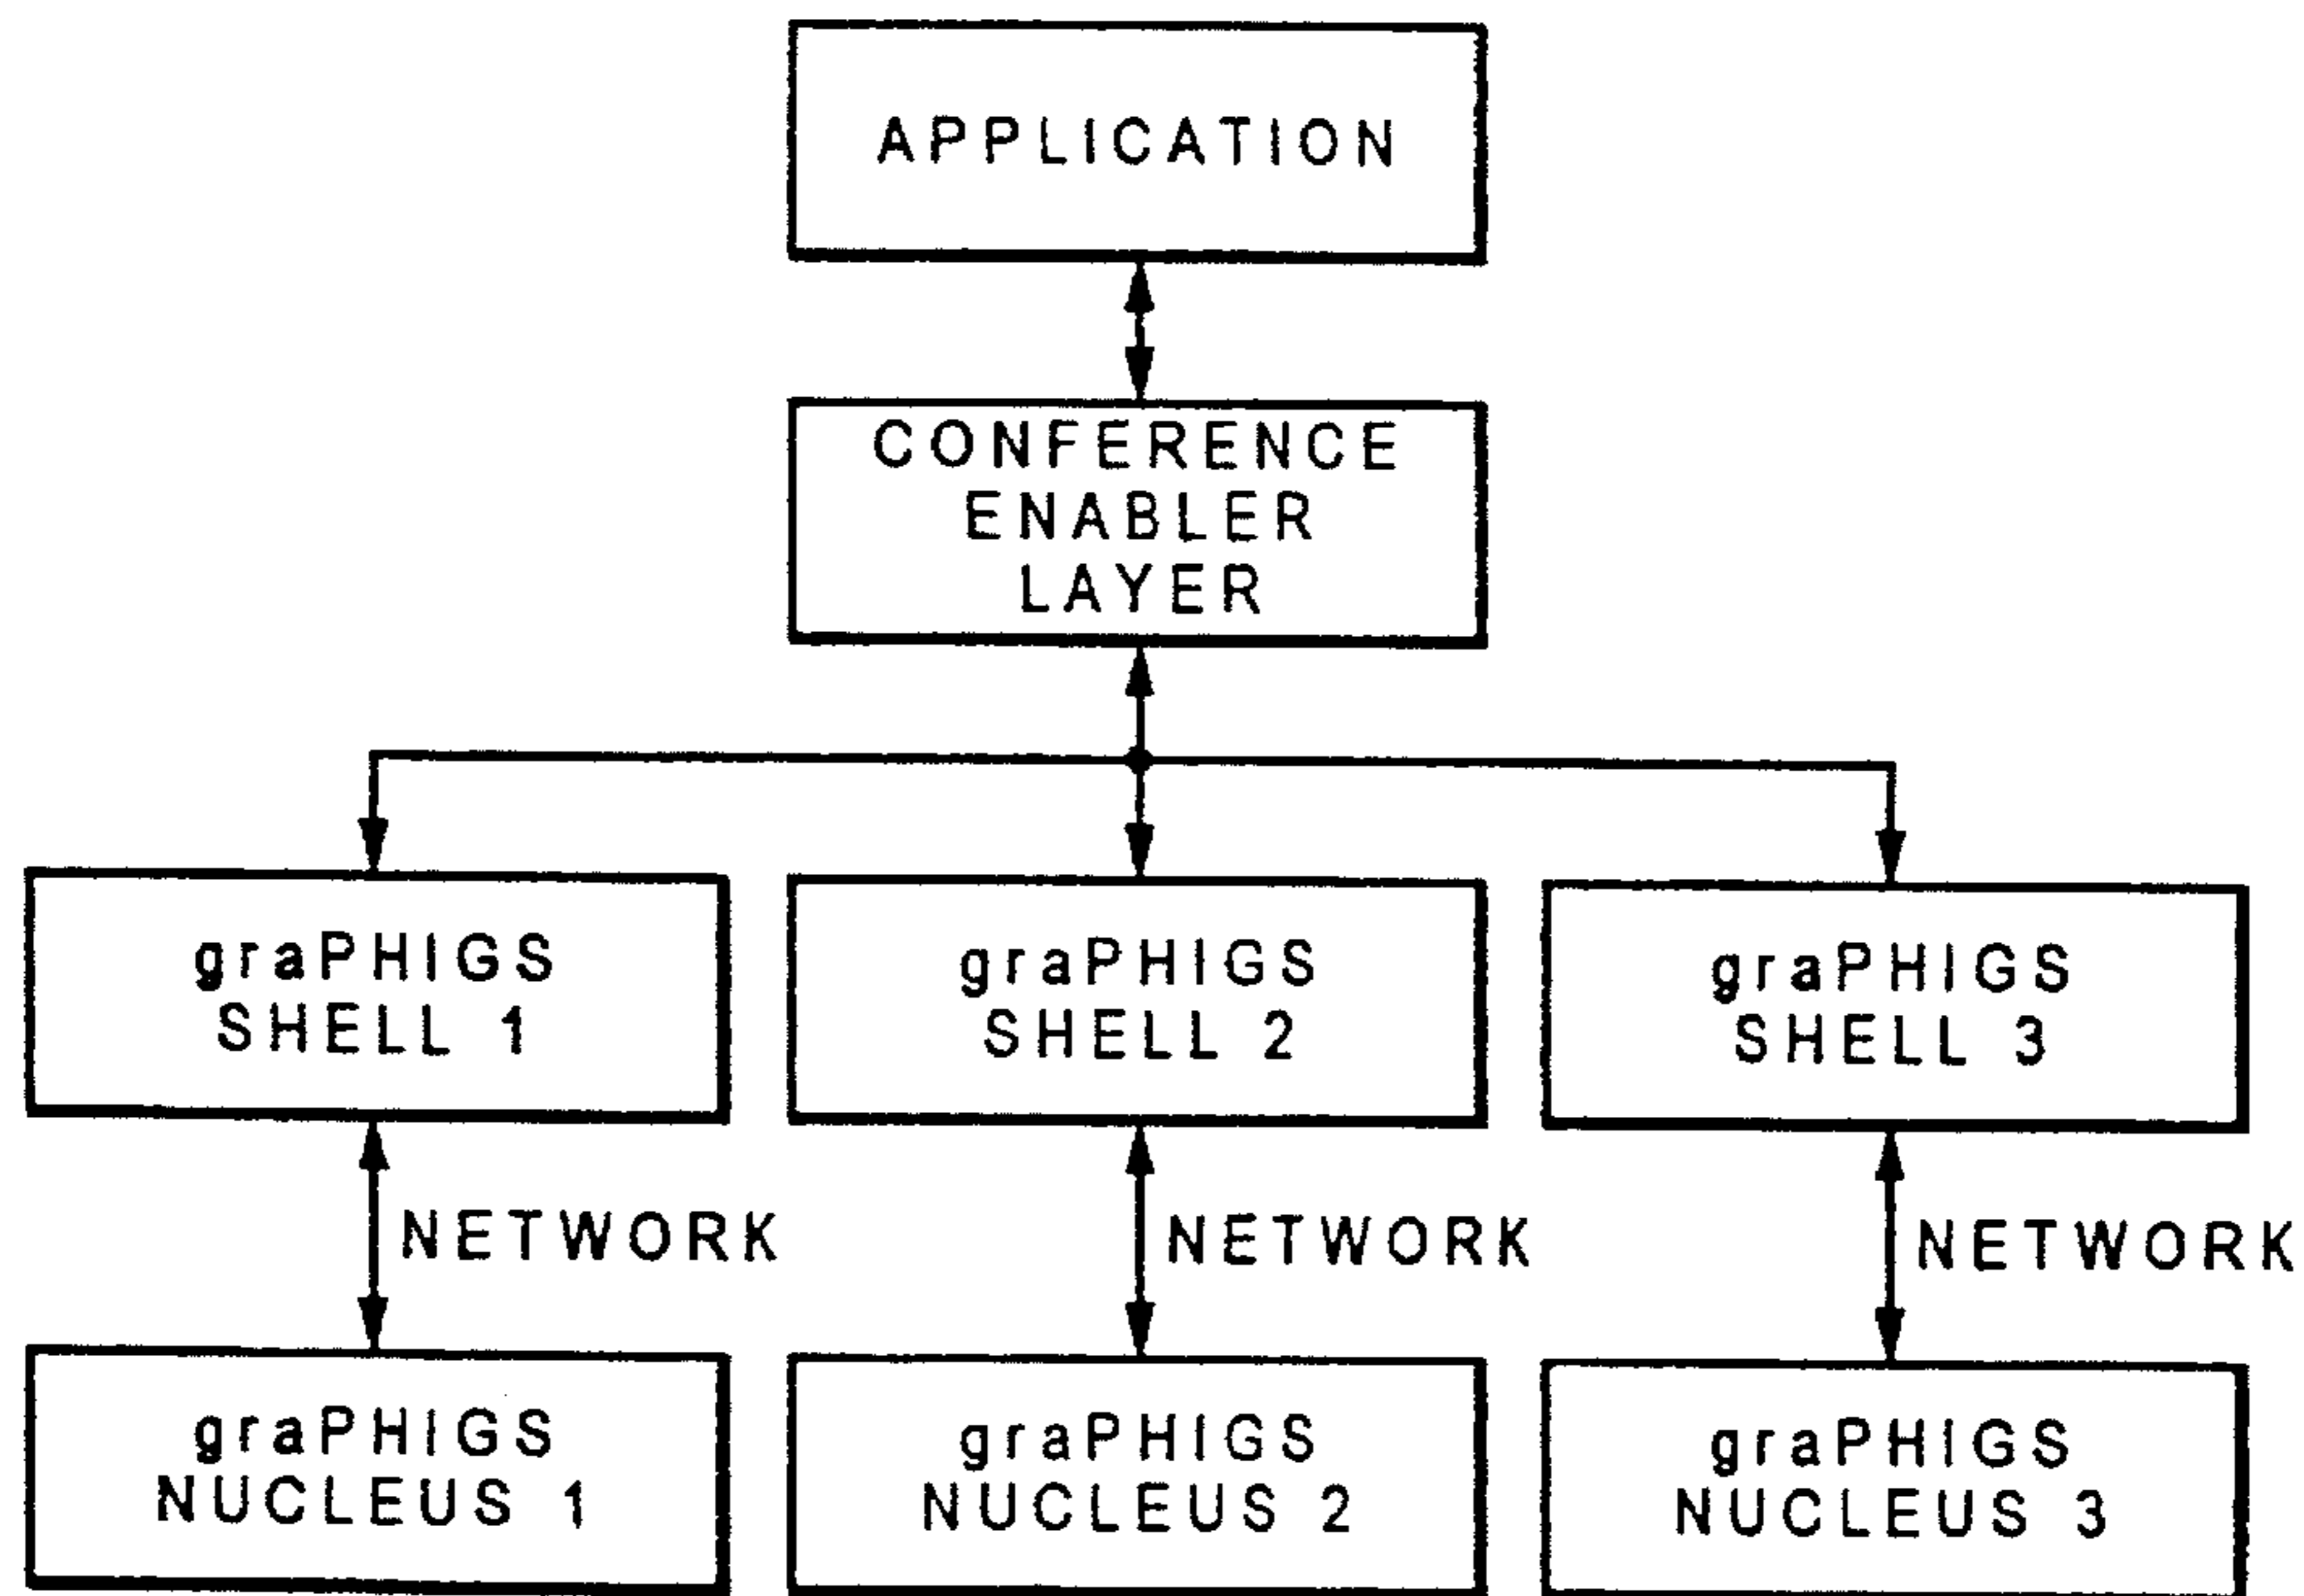 APPLICATION
CONFERENCE
ENABLER
LAYER
graPHIGS
SHELL 1
graPHIGS
SHELL 2
graPHIGS
SHELL 3
NETWORK
NETWORK
NETWORK
graPHIGS
NUCLEUS 1
graPHIGS
NUCLEUS 2
graPHIGS
NUCLEUS 3